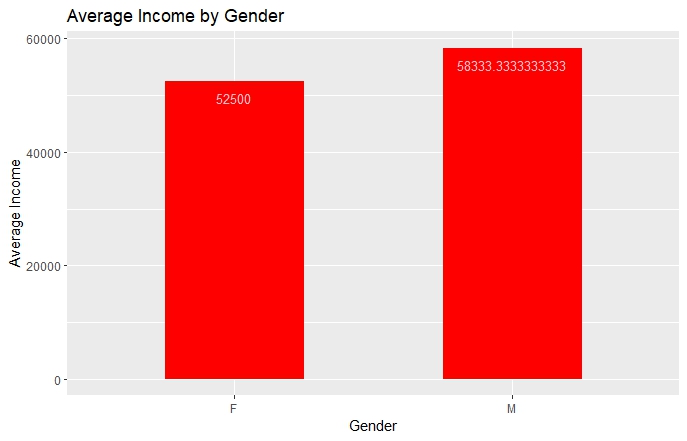 Average Income by Gender
60000
40000
20000
0
Average Income
52500
58333.3333333333
F
M
Gender